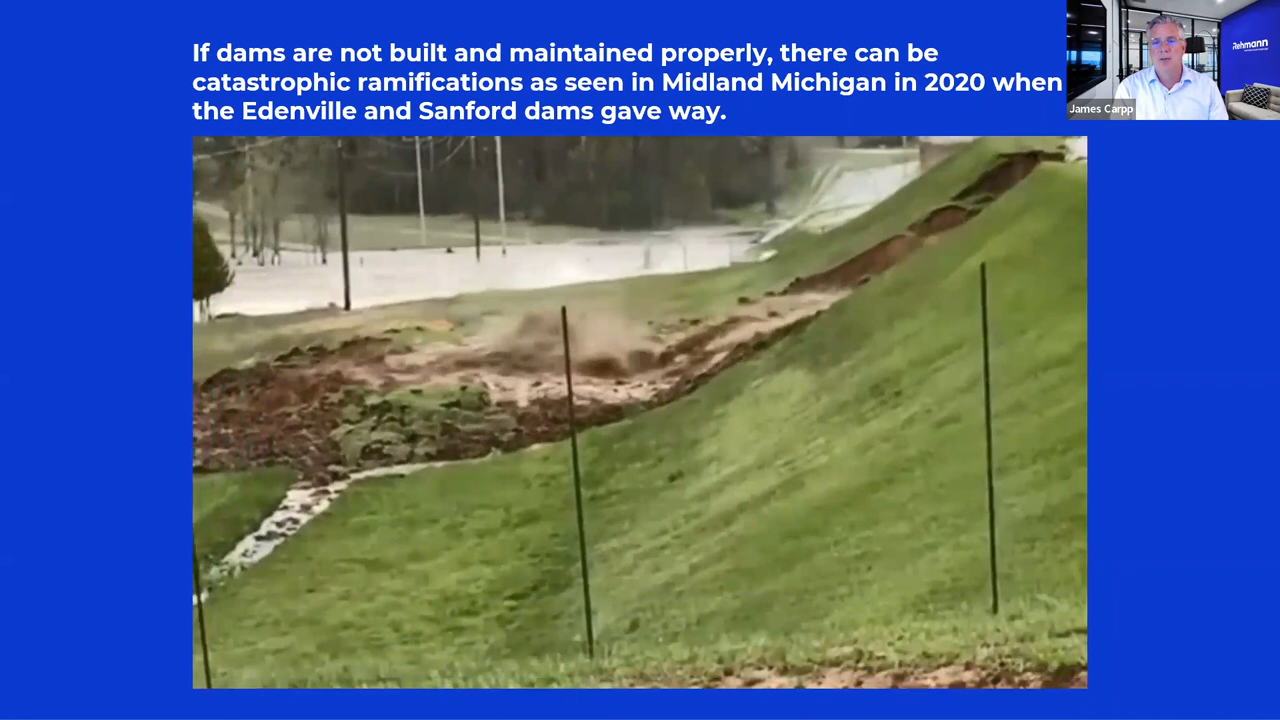 If dams are not built and maintained properly, there can be
catastrophic ramifications as seen in Midland Michigan in 2020 when
the Edenville and Sanford dams gave way.
Rehmann
James Carpp